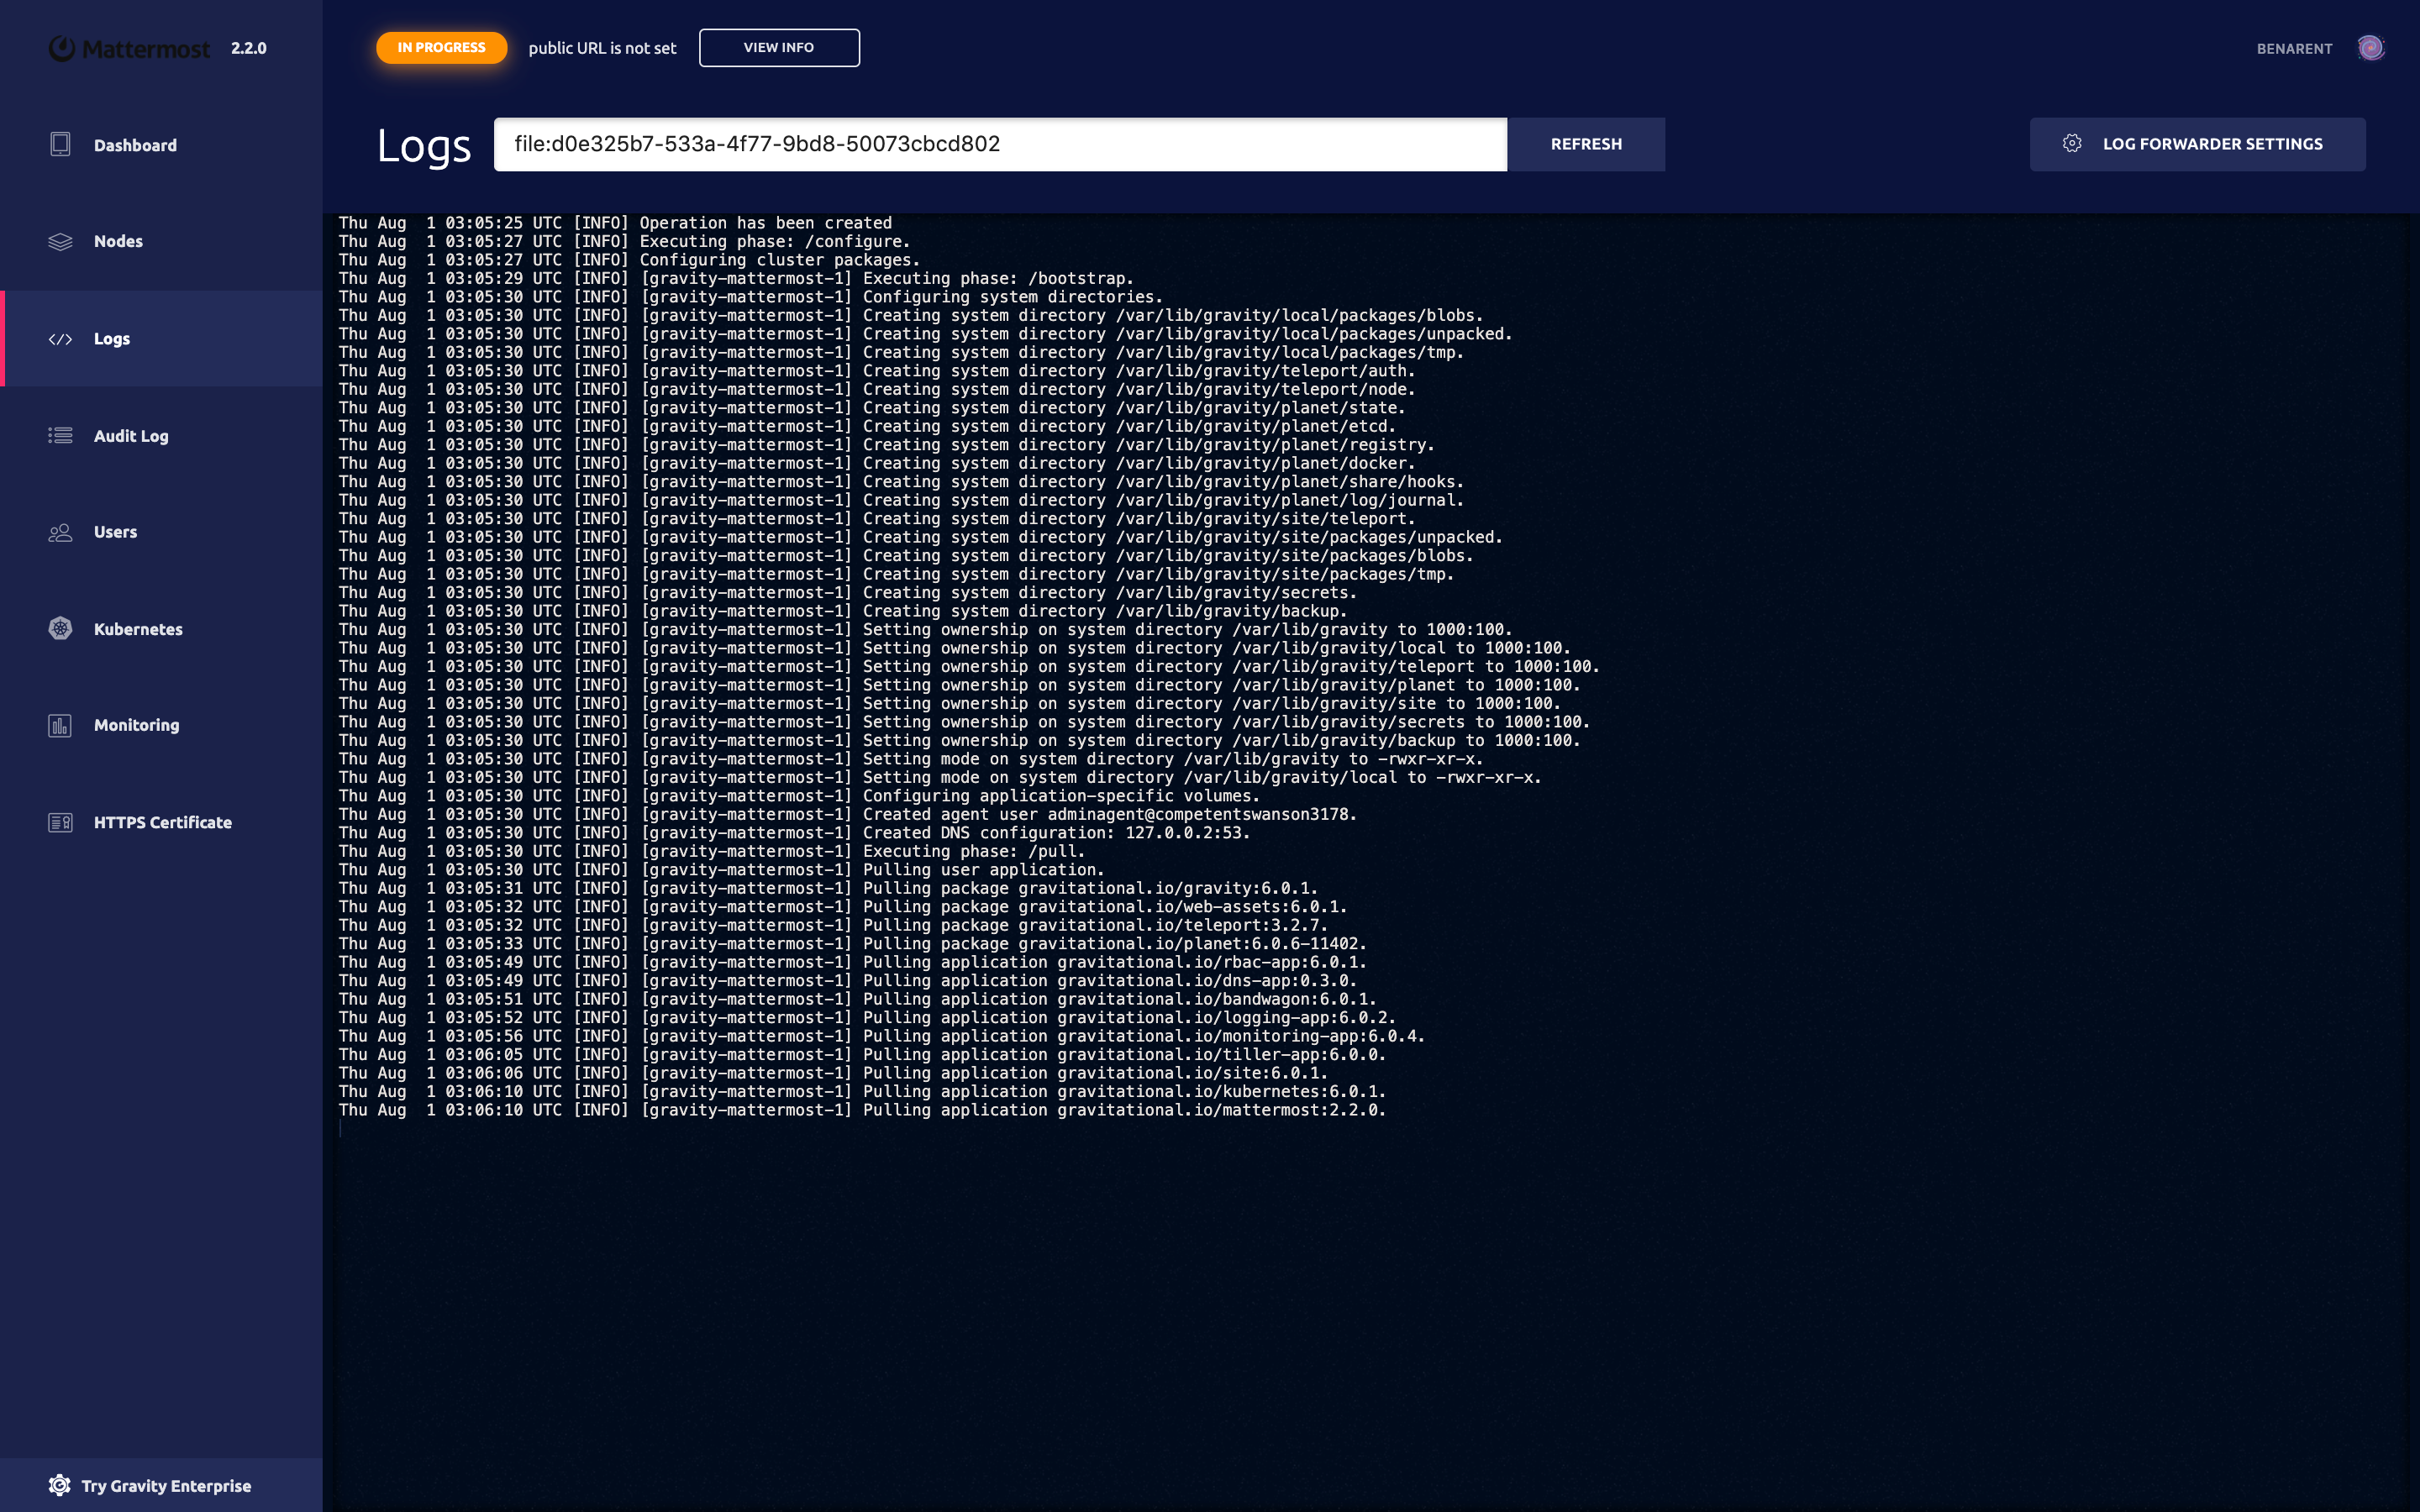 Mattermost 2.2.0
Dashboard
Nodes
Logs
Audit Log
Users
Kubernetes
Monitoring
HTTPS Certificate
Try Gravity Enterprise
IN PROGRESS public URL is not set VIEW INFO
BENARENT
Logs file:d0e325b7-533a-4f77-9bd8-50073cbcd802 REFRESH
LOG FORWARDER SETTINGS
Thu Aug  1 03:05:25 UTC [INFO] Operation has been created
Thu Aug  1 03:05:27 UTC [INFO] Executing phase: /configure.
Thu Aug  1 03:05:27 UTC [INFO] Configuring cluster packages.
Thu Aug  1 03:05:29 UTC [INFO] [gravity-mattermost-1] Executing phase: /bootstrap.
Thu Aug  1 03:05:30 UTC [INFO] [gravity-mattermost-1] Configuring system directories.
Thu Aug  1 03:05:30 UTC [INFO] [gravity-mattermost-1] Creating system directory /var/lib/gravity/local/packages/blobs.
Thu Aug  1 03:05:30 UTC [INFO] [gravity-mattermost-1] Creating system directory /var/lib/gravity/local/packages/unpacked.
Thu Aug  1 03:05:30 UTC [INFO] [gravity-mattermost-1] Creating system directory /var/lib/gravity/local/packages/tmp.
Thu Aug  1 03:05:30 UTC [INFO] [gravity-mattermost-1] Creating system directory /var/lib/gravity/teleport/auth.
Thu Aug  1 03:05:30 UTC [INFO] [gravity-mattermost-1] Creating system directory /var/lib/gravity/teleport/node.
Thu Aug  1 03:05:30 UTC [INFO] [gravity-mattermost-1] Creating system directory /var/lib/gravity/planet/state.
Thu Aug  1 03:05:30 UTC [INFO] [gravity-mattermost-1] Creating system directory /var/lib/gravity/planet/etcd.
Thu Aug  1 03:05:30 UTC [INFO] [gravity-mattermost-1] Creating system directory /var/lib/gravity/planet/registry.
Thu Aug  1 03:05:30 UTC [INFO] [gravity-mattermost-1] Creating system directory /var/lib/gravity/planet/docker.
Thu Aug  1 03:05:30 UTC [INFO] [gravity-mattermost-1] Creating system directory /var/lib/gravity/planet/share/hooks.
Thu Aug  1 03:05:30 UTC [INFO] [gravity-mattermost-1] Creating system directory /var/lib/gravity/planet/log/journal.
Thu Aug  1 03:05:30 UTC [INFO] [gravity-mattermost-1] Creating system directory /var/lib/gravity/site/teleport.
Thu Aug  1 03:05:30 UTC [INFO] [gravity-mattermost-1] Creating system directory /var/lib/gravity/site/packages/unpacked.
Thu Aug  1 03:05:30 UTC [INFO] [gravity-mattermost-1] Creating system directory /var/lib/gravity/site/packages/blobs.
Thu Aug  1 03:05:30 UTC [INFO] [gravity-mattermost-1] Creating system directory /var/lib/gravity/site/packages/tmp.
Thu Aug  1 03:05:30 UTC [INFO] [gravity-mattermost-1] Creating system directory /var/lib/gravity/secrets.
Thu Aug  1 03:05:30 UTC [INFO] [gravity-mattermost-1] Creating system directory /var/lib/gravity/backup.
Thu Aug  1 03:05:30 UTC [INFO] [gravity-mattermost-1] Setting ownership on system directory /var/lib/gravity to 1000:100.
Thu Aug  1 03:05:30 UTC [INFO] [gravity-mattermost-1] Setting ownership on system directory /var/lib/gravity/local to 1000:100.
Thu Aug  1 03:05:30 UTC [INFO] [gravity-mattermost-1] Setting ownership on system directory /var/lib/gravity/teleport to 1000:100.
Thu Aug  1 03:05:30 UTC [INFO] [gravity-mattermost-1] Setting ownership on system directory /var/lib/gravity/planet to 1000:100.
Thu Aug  1 03:05:30 UTC [INFO] [gravity-mattermost-1] Setting ownership on system directory /var/lib/gravity/site to 1000:100.
Thu Aug  1 03:05:30 UTC [INFO] [gravity-mattermost-1] Setting ownership on system directory /var/lib/gravity/secrets to 1000:100.
Thu Aug  1 03:05:30 UTC [INFO] [gravity-mattermost-1] Setting ownership on system directory /var/lib/gravity/backup to 1000:100.
Thu Aug  1 03:05:30 UTC [INFO] [gravity-mattermost-1] Setting mode on system directory /var/lib/gravity to -rwxr-xr-x.
Thu Aug  1 03:05:30 UTC [INFO] [gravity-mattermost-1] Setting mode on system directory /var/lib/gravity/local to -rwxr-xr-x.
Thu Aug  1 03:05:30 UTC [INFO] [gravity-mattermost-1] Configuring application-specific volumes.
Thu Aug  1 03:05:30 UTC [INFO] [gravity-mattermost-1] Created agent user adminagent@competentswanson3178.
Thu Aug  1 03:05:30 UTC [INFO] [gravity-mattermost-1] Created DNS configuration: 127.0.0.2:53.
Thu Aug  1 03:05:30 UTC [INFO] [gravity-mattermost-1] Executing phase: /pull.
Thu Aug  1 03:05:30 UTC [INFO] [gravity-mattermost-1] Pulling user application.
Thu Aug  1 03:05:31 UTC [INFO] [gravity-mattermost-1] Pulling package gravitational.io/gravity:6.0.1.
Thu Aug  1 03:05:32 UTC [INFO] [gravity-mattermost-1] Pulling package gravitational.io/web-assets:6.0.1.
Thu Aug  1 03:05:32 UTC [INFO] [gravity-mattermost-1] Pulling package gravitational.io/teleport:3.2.7.
Thu Aug  1 03:05:33 UTC [INFO] [gravity-mattermost-1] Pulling package gravitational.io/planet:6.0.6-11402.
Thu Aug  1 03:05:49 UTC [INFO] [gravity-mattermost-1] Pulling application gravitational.io/rbac-app:6.0.1.
Thu Aug  1 03:05:49 UTC [INFO] [gravity-mattermost-1] Pulling application gravitational.io/dns-app:0.3.0.
Thu Aug  1 03:05:51 UTC [INFO] [gravity-mattermost-1] Pulling application gravitational.io/bandwagon:6.0.1.
Thu Aug  1 03:05:52 UTC [INFO] [gravity-mattermost-1] Pulling application gravitational.io/logging-app:6.0.2.
Thu Aug  1 03:05:56 UTC [INFO] [gravity-mattermost-1] Pulling application gravitational.io/monitoring-app:6.0.4.
Thu Aug  1 03:06:05 UTC [INFO] [gravity-mattermost-1] Pulling application gravitational.io/tiller-app:6.0.0.
Thu Aug  1 03:06:06 UTC [INFO] [gravity-mattermost-1] Pulling application gravitational.io/site:6.0.1.
Thu Aug  1 03:06:10 UTC [INFO] [gravity-mattermost-1] Pulling application gravitational.io/kubernetes:6.0.1.
Thu Aug  1 03:06:10 UTC [INFO] [gravity-mattermost-1] Pulling application gravitational.io/mattermost:2.2.0.